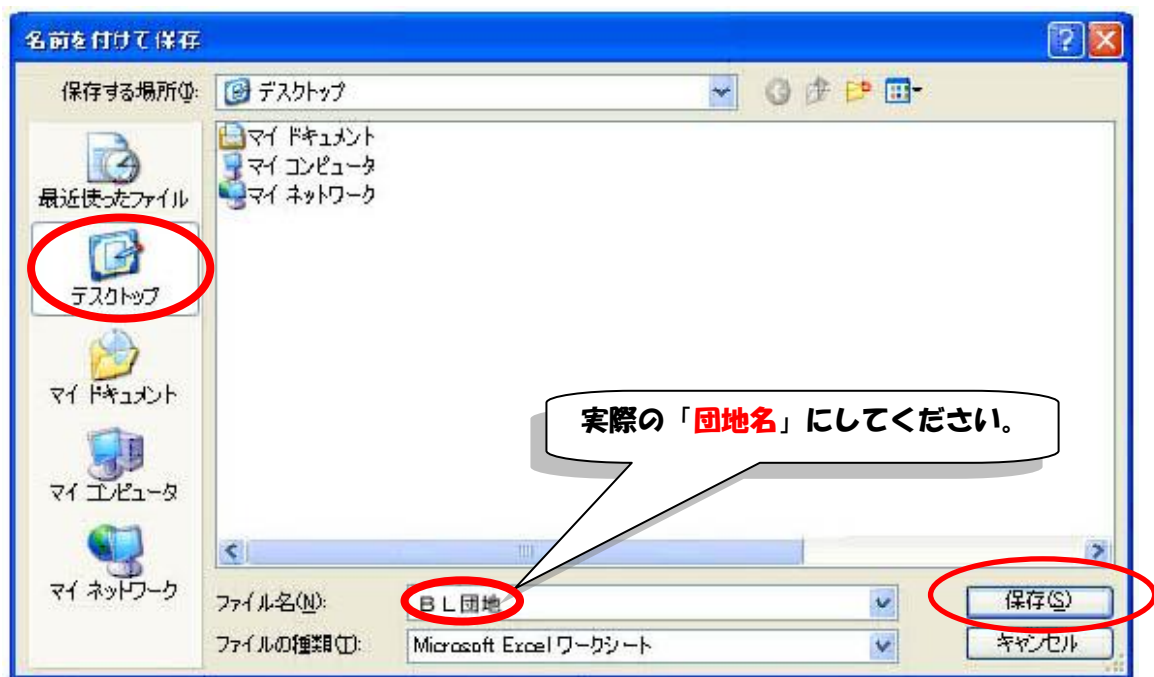 名前を付けて保存
保存する場所(I):
デスクトップ
最近使ったファイル
デスクトップ
マイ ドキュメント
マイ コンピュータ
マイ ネットワーク
マイ ドキュメント
マイ コンピュータ
マイ ネットワーク
実際の「団地名」にしてください。
ファイル名(N):
ＢＬ団地
保存(S)
ファイルの種類(T):
Microsoft Excel ワークシート
キャンセル